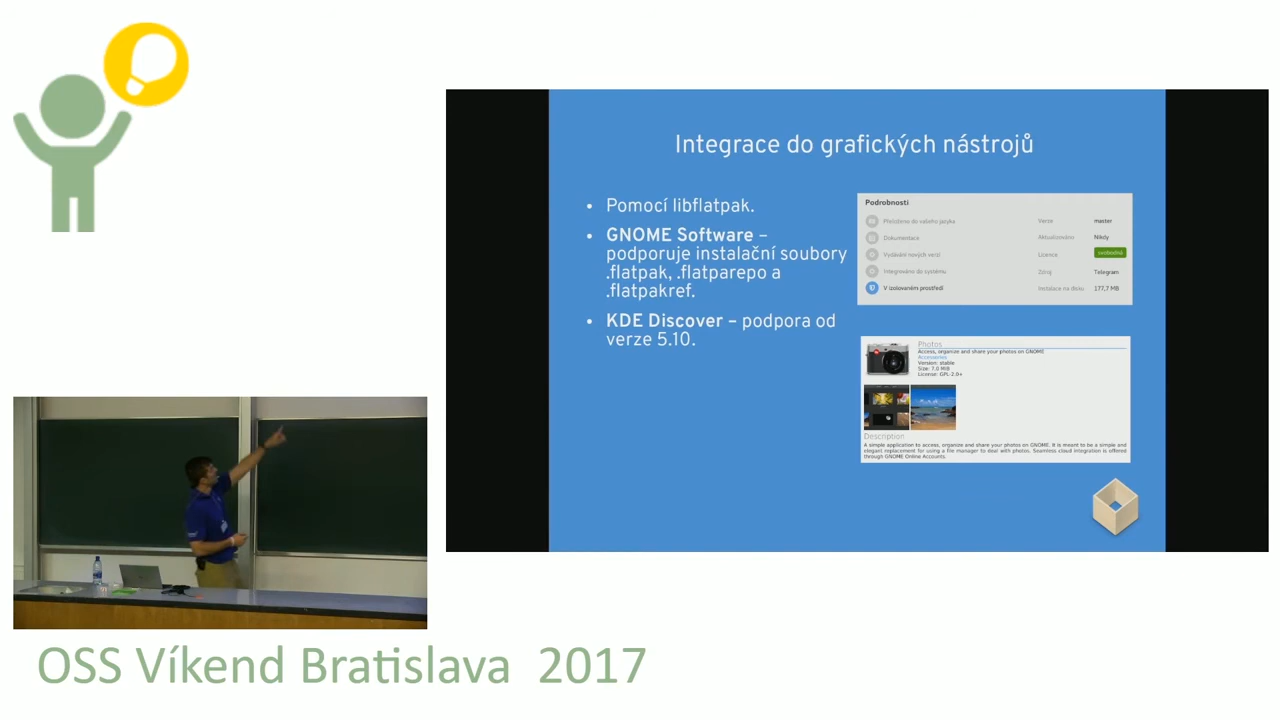 Integrace do grafických nástrojů
• Pomocí libflatpak.
• GNOME Software –
podporuje instalační soubory
.flatpak, .flatparepo a
.flatpakref.
• KDE Discover – podpora od
verze 5.10.
Podrobnosti
Přeloženo do vašeho jazyka
Dokumentace
Vydávání nových verzí
Integrováno do systému
V izolovaném prostředí
Verze master
Aktualizováno Nikdy
Licence svobodná
Zdroj Telegram
Instalace na disku 177,7 MB
Photos
Access, organize and share your photos on GNOME
Accessories
Version: stable
Size: 7.0 MiB
License: GPL-2.0+
Description
A simple application to access, organize and share your photos on GNOME. It is meant to be a simple and
elegant replacement for using a file manager to deal with photos. Seamless cloud integration is offered
through GNOME Online Accounts.
OSS Víkend Bratislava 2017